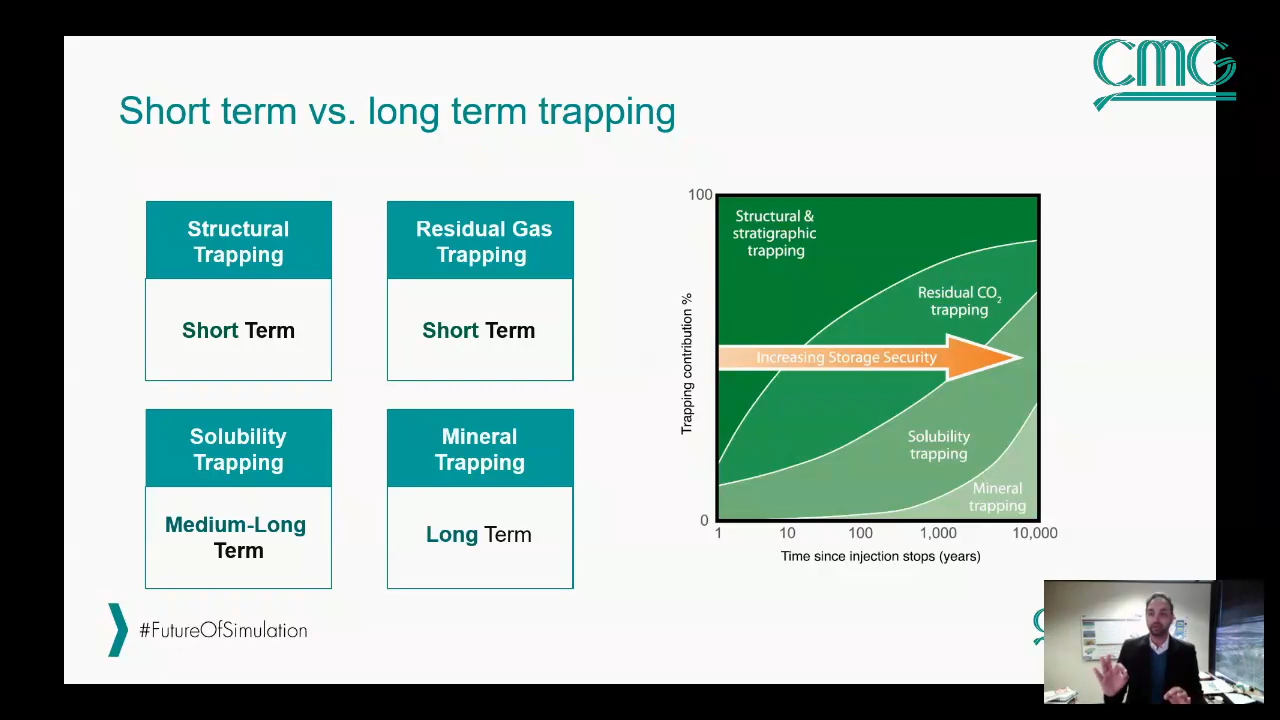 CMG
Short term vs. long term trapping
Structural
Trapping
Short Term
Residual Gas
Trapping
Short Term
Solubility
Trapping
Medium-Long
Term
Mineral
Trapping
Long Term
100
Structural &
stratigraphic
trapping
Residual CO2
trapping
Increasing Storage Security
Trapping contribution %
Solubility
trapping
Mineral
trapping
0
1 10 100 1,000 10,000
Time since injection stops (years)
#FutureOfSimulation